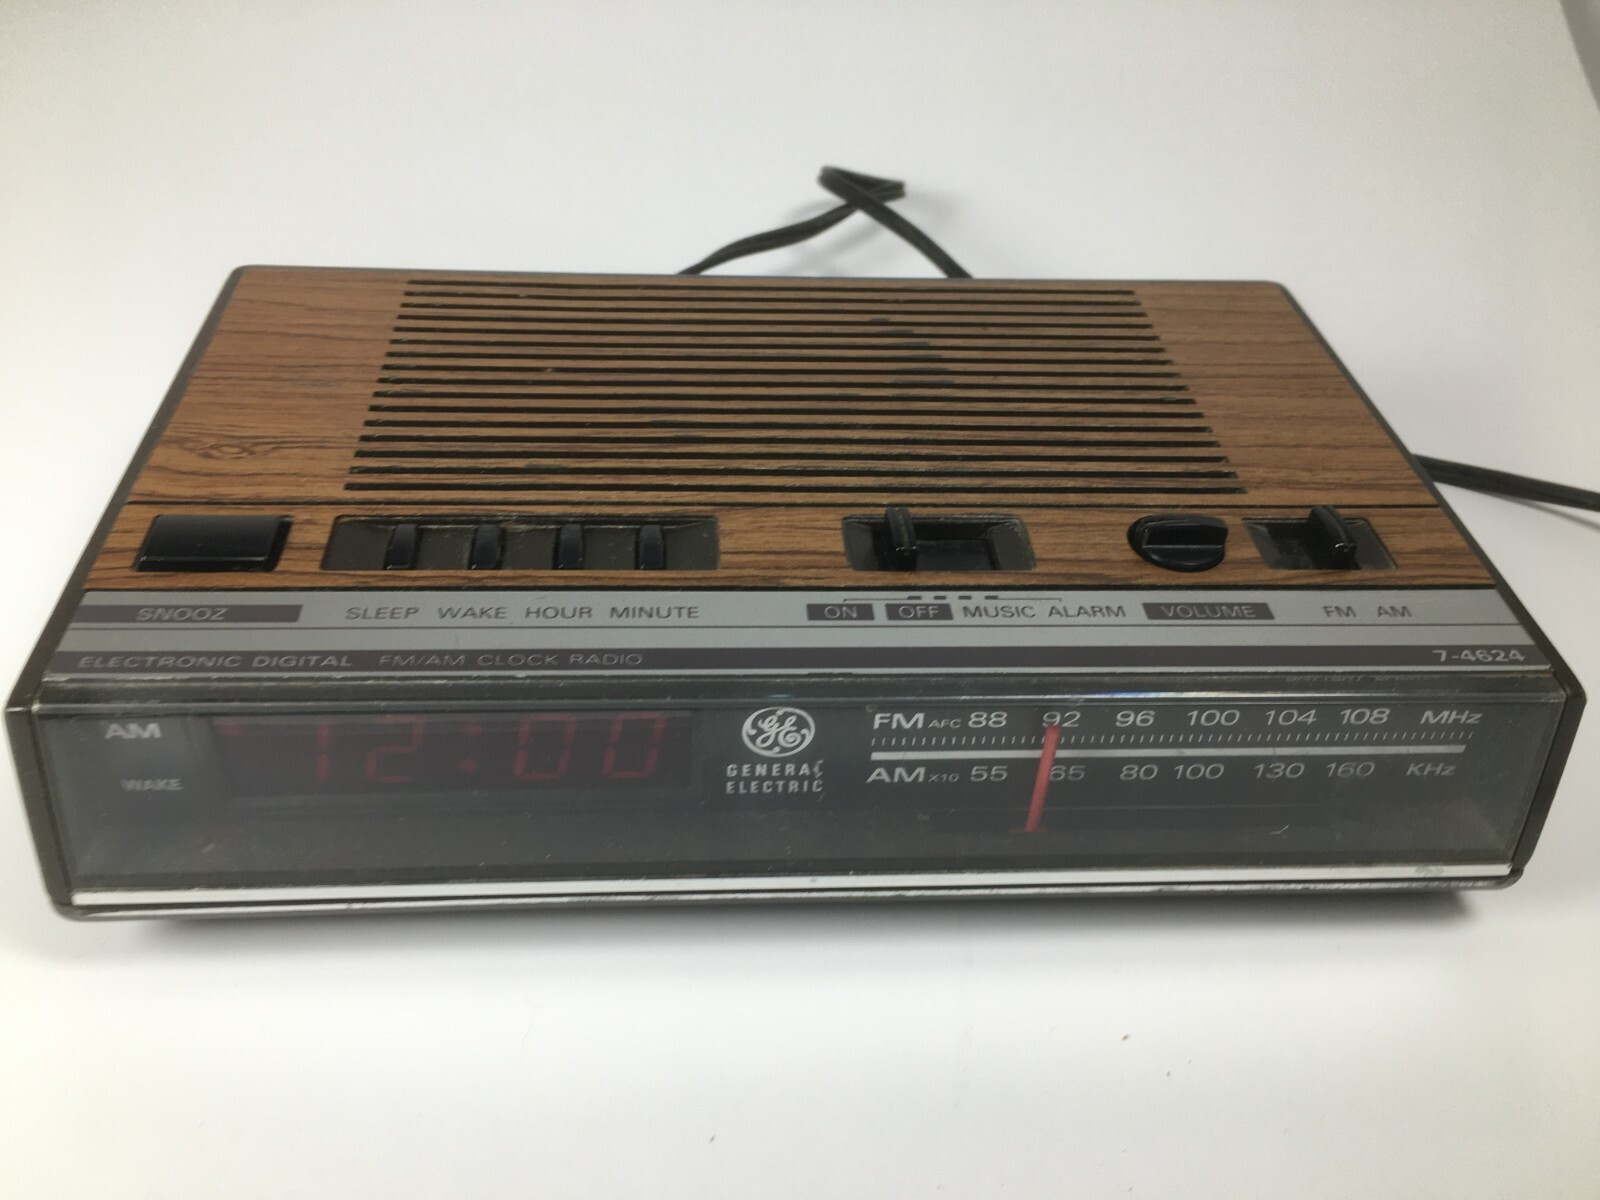 SNOOZ SLEEP WAKE HOUR MINUTE ON OFF MUSIC ALARM VOLUME FM AM
ELECTRONIC DIGITAL FM/AM CLOCK RADIO 7-4624
AM 12:00
WAKE
GE
GENERAL
ELECTRIC
FM AFC 88 92 96 100 104 108 MHz
AM X10 55 65 80 100 130 160 KHz